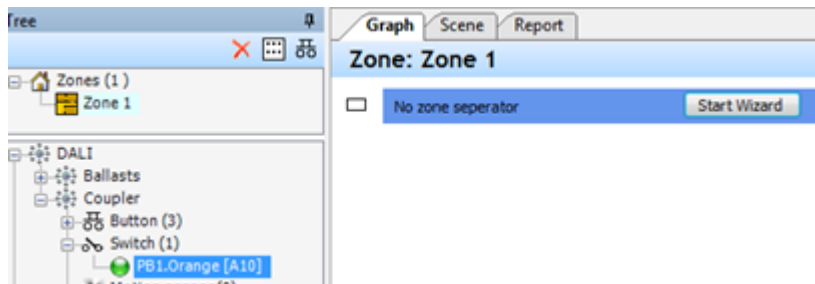 Tree
Zones (1)
Zone 1
DALI
Ballasts
Coupler
Button (3)
Switch (1)
PB1.Orange [A10]
Graph Scene Report
Zone: Zone 1
No zone seperator Start Wizard